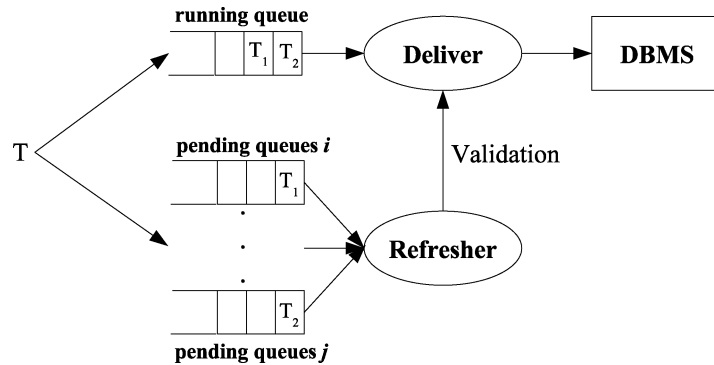 running queue
T₁ T₂
Deliver
DBMS
T
pending queues i
Validation
T₁
Refresher
T₂
pending queues j